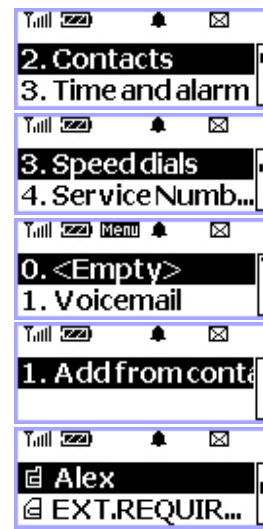 2. Contacts
3. Time and alarm
3. Speed dials
4. Service Numb...
Menu
0. <Empty>
1. Voicemail
1. Add from conta
Alex
EXT.REQUIR...